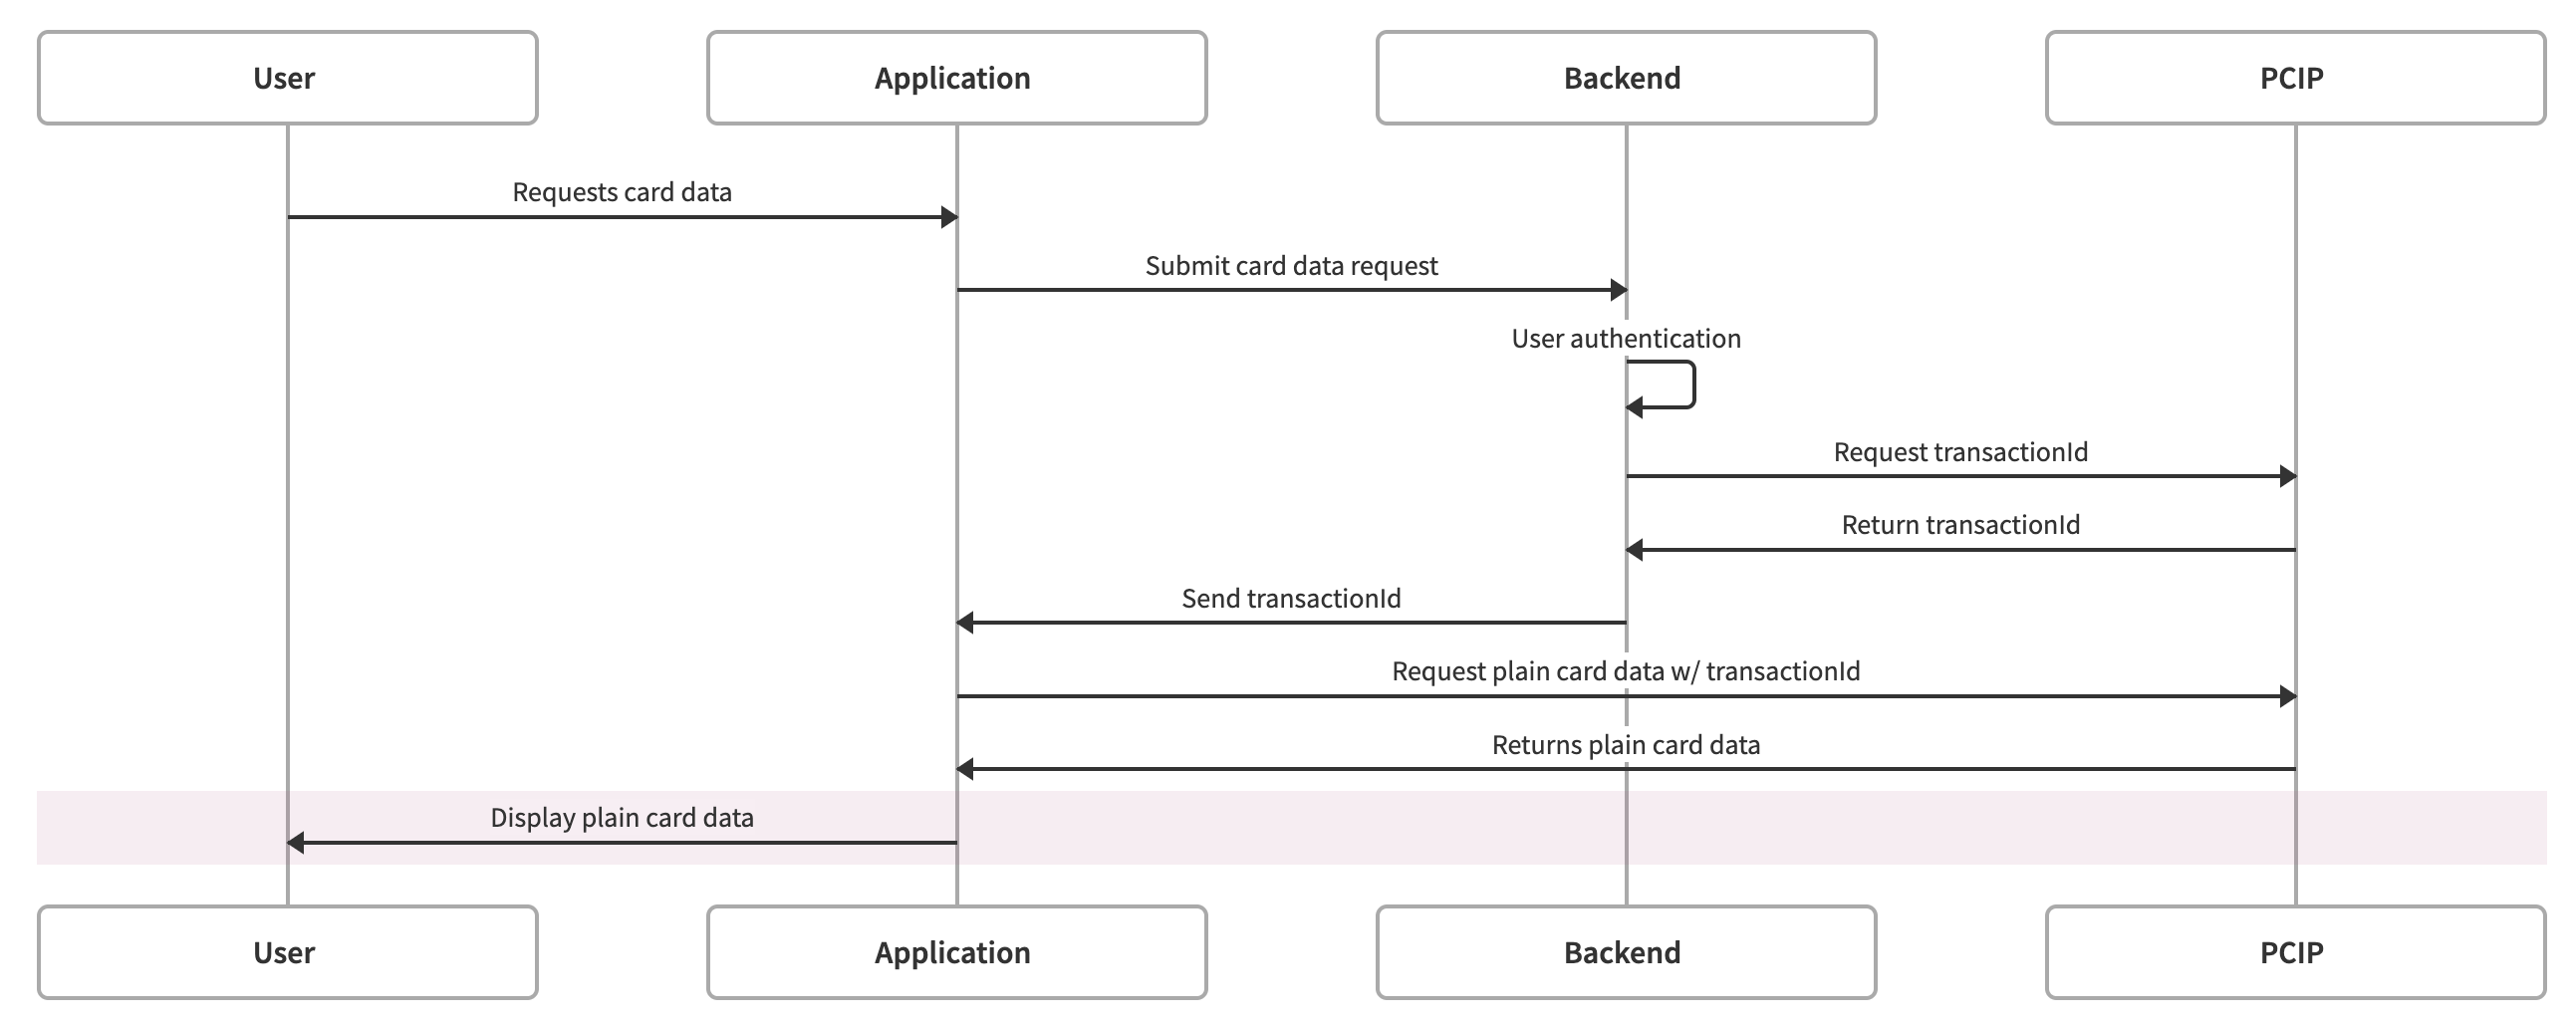 User
Application
Backend
PCIP
Requests card data
Submit card data request
User authentication
Request transactionId
Return transactionId
Send transactionId
Request plain card data w/ transactionId
Returns plain card data
Display plain card data
User
Application
Backend
PCIP